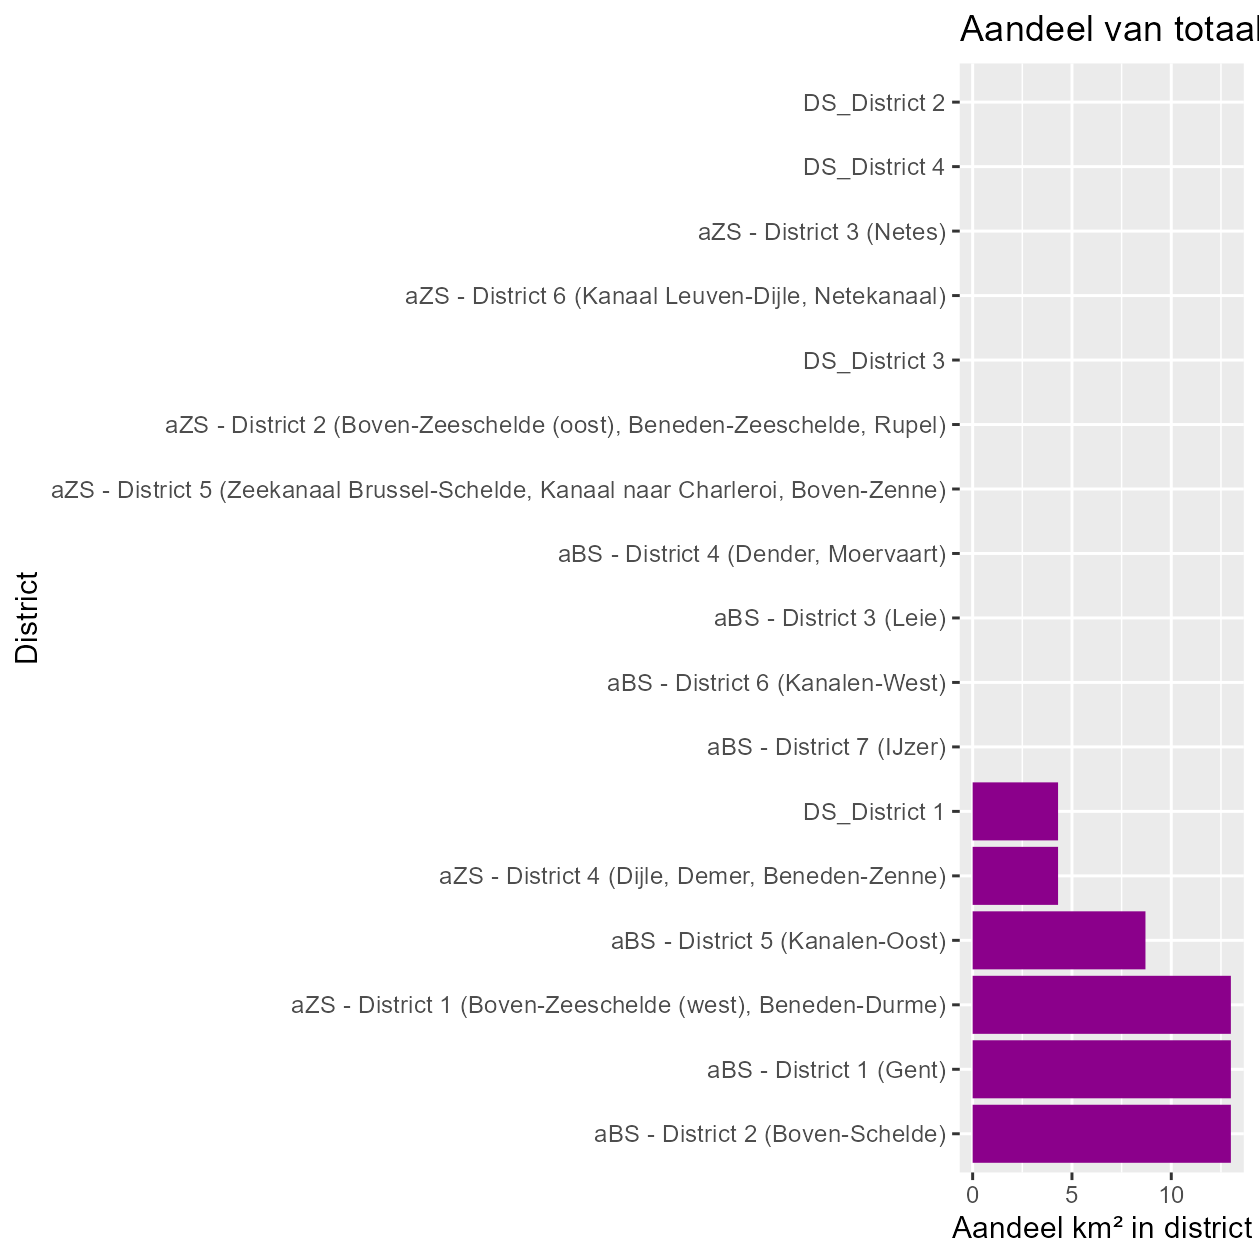 Aandeel van totaal
DS_District 2
DS_District 4
aZS - District 3 (Netes)
aZS - District 6 (Kanaal Leuven-Dijle, Netekanaal)
DS_District 3
aZS - District 2 (Boven-Zeeschelde (oost), Beneden-Zeeschelde, Rupel)
aZS - District 5 (Zeekanaal Brussel-Schelde, Kanaal naar Charleroi, Boven-Zenne)
aBS - District 4 (Dender, Moervaart)
aBS - District 3 (Leie)
aBS - District 6 (Kanalen-West)
aBS - District 7 (IJzer)
DS_District 1
aZS - District 4 (Dijle, Demer, Beneden-Zenne)
aBS - District 5 (Kanalen-Oost)
aZS - District 1 (Boven-Zeeschelde (west), Beneden-Durme)
aBS - District 1 (Gent)
aBS - District 2 (Boven-Schelde)
District
0 5 10
Aandeel km² in district